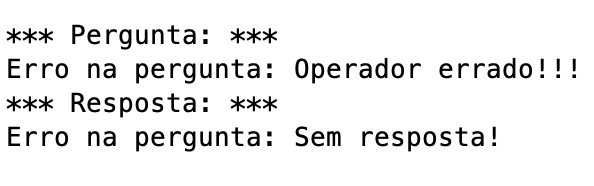 *** Pergunta: ***
Erro na pergunta: Operador errado!!!
*** Resposta: ***
Erro na pergunta: Sem resposta!